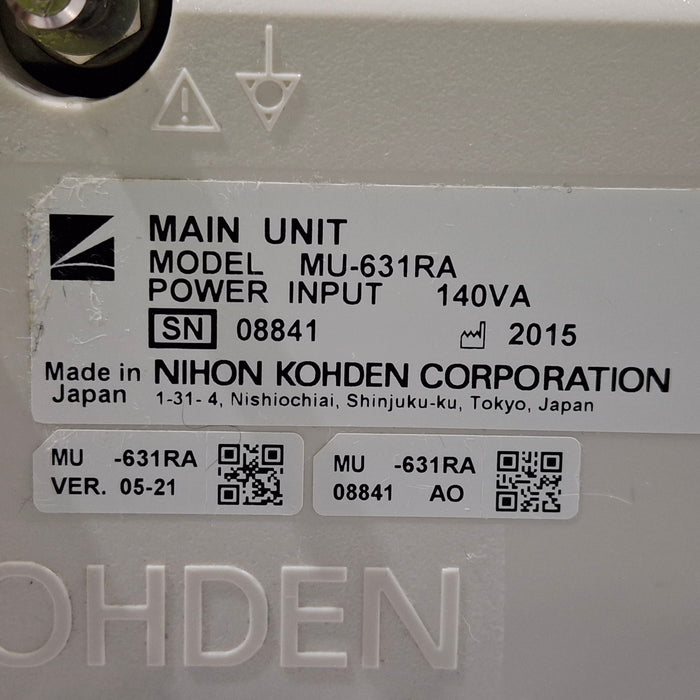 MAIN UNIT
MODEL MU-631RA
POWER INPUT 140VA
SN 08841 2015
Made in Japan NIHON KOHDEN CORPORATION
1-31-4, Nishiochiai, Shinjuku-ku, Tokyo, Japan
MU -631RA
VER. 05-21
MU -631RA
08841 AO
OHDEN